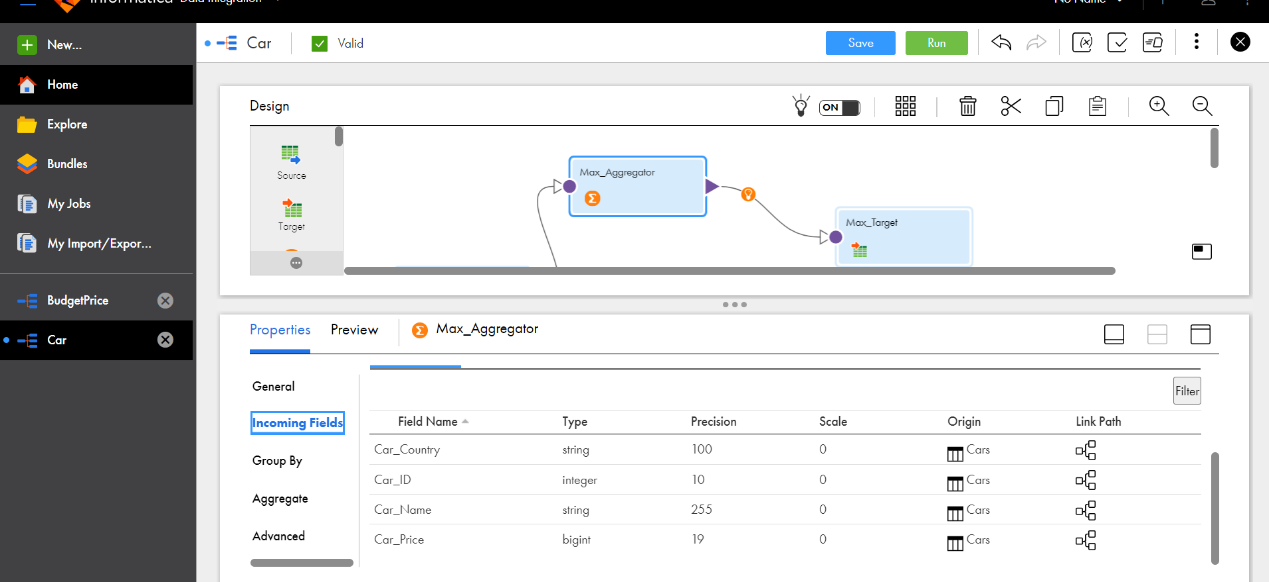 Informatica Data Integration
No Name
New...
Home
Explore
Bundles
My Jobs
My Import/Expor...
BudgetPrice
Car
Car
Valid
Save
Run
Design
ON
Source
Target
Max_Aggregator
Max_Target
Properties
Preview
Max_Aggregator
General
Incoming Fields
Group By
Aggregate
Advanced
Filter
Field Name Type Precision Scale Origin Link Path
Car_Country string 100 0 Cars
Car_ID integer 10 0 Cars
Car_Name string 255 0 Cars
Car_Price bigint 19 0 Cars